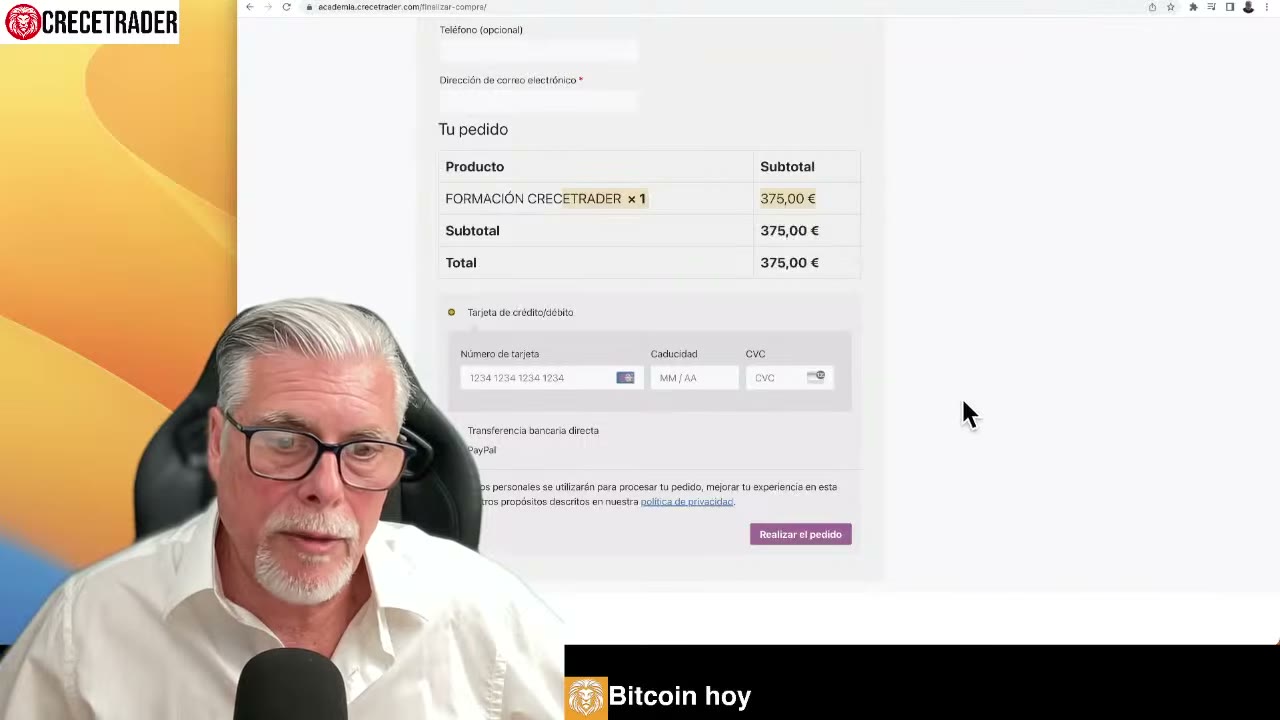 CRECETRADER
academia.crecetrader.com/finalizar-compra/
Teléfono (opcional)
Dirección de correo electrónico *
Tu pedido
Producto Subtotal
FORMACIÓN CRECETRADER × 1 375,00 €
Subtotal 375,00 €
Total 375,00 €
Tarjeta de crédito/débito
Número de tarjeta Caducidad CVC
1234 1234 1234 1234 MM / AA CVC
Transferencia bancaria directa
PayPal
os personales se utilizarán para procesar tu pedido, mejorar tu experiencia en esta
tros propósitos descritos en nuestra política de privacidad.
Realizar el pedido
Bitcoin hoy